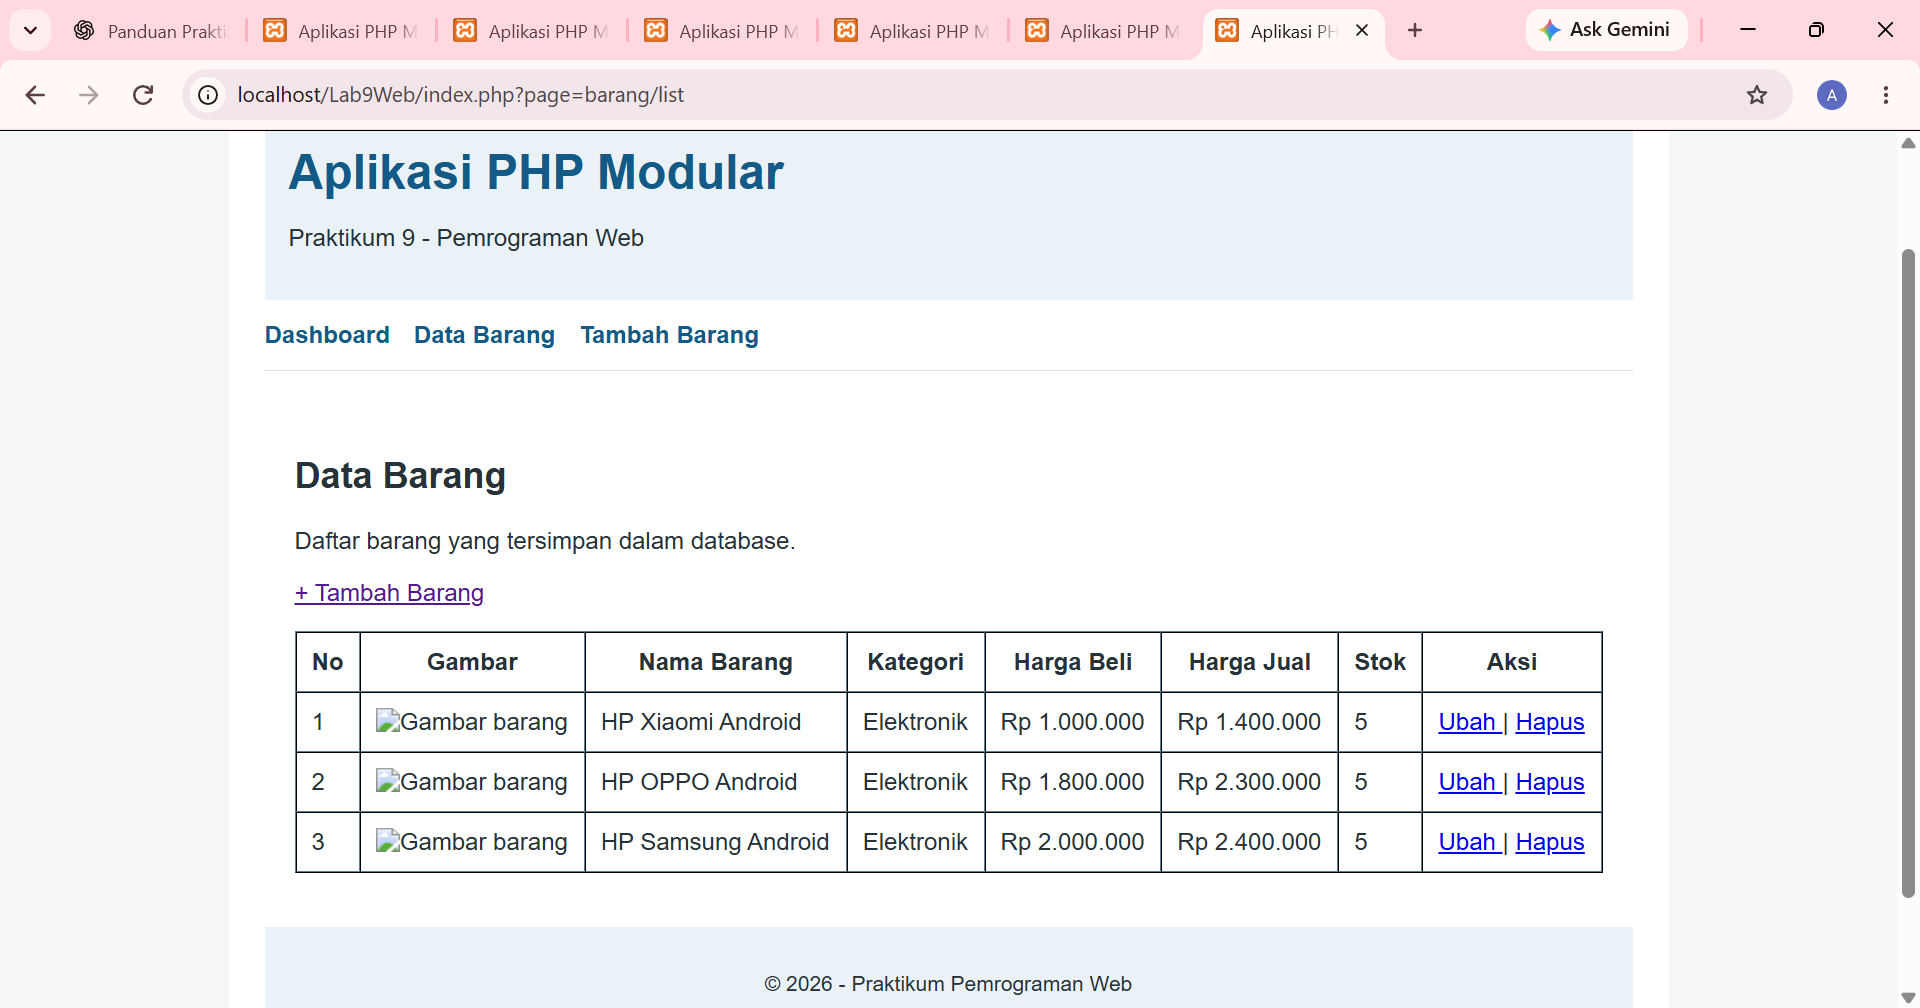 Panduan Prakti
Aplikasi PHP M
Aplikasi PHP M
Aplikasi PHP M
Aplikasi PHP M
Aplikasi PHP M
Aplikasi PH
Ask Gemini
localhost/Lab9Web/index.php?page=barang/list
A
Aplikasi PHP Modular
Praktikum 9 - Pemrograman Web
Dashboard Data Barang Tambah Barang
Data Barang
Daftar barang yang tersimpan dalam database.
+ Tambah Barang
No Gambar Nama Barang Kategori Harga Beli Harga Jual Stok Aksi
1 Gambar barang HP Xiaomi Android Elektronik Rp 1.000.000 Rp 1.400.000 5 Ubah | Hapus
2 Gambar barang HP OPPO Android Elektronik Rp 1.800.000 Rp 2.300.000 5 Ubah | Hapus
3 Gambar barang HP Samsung Android Elektronik Rp 2.000.000 Rp 2.400.000 5 Ubah | Hapus
© 2026 - Praktikum Pemrograman Web